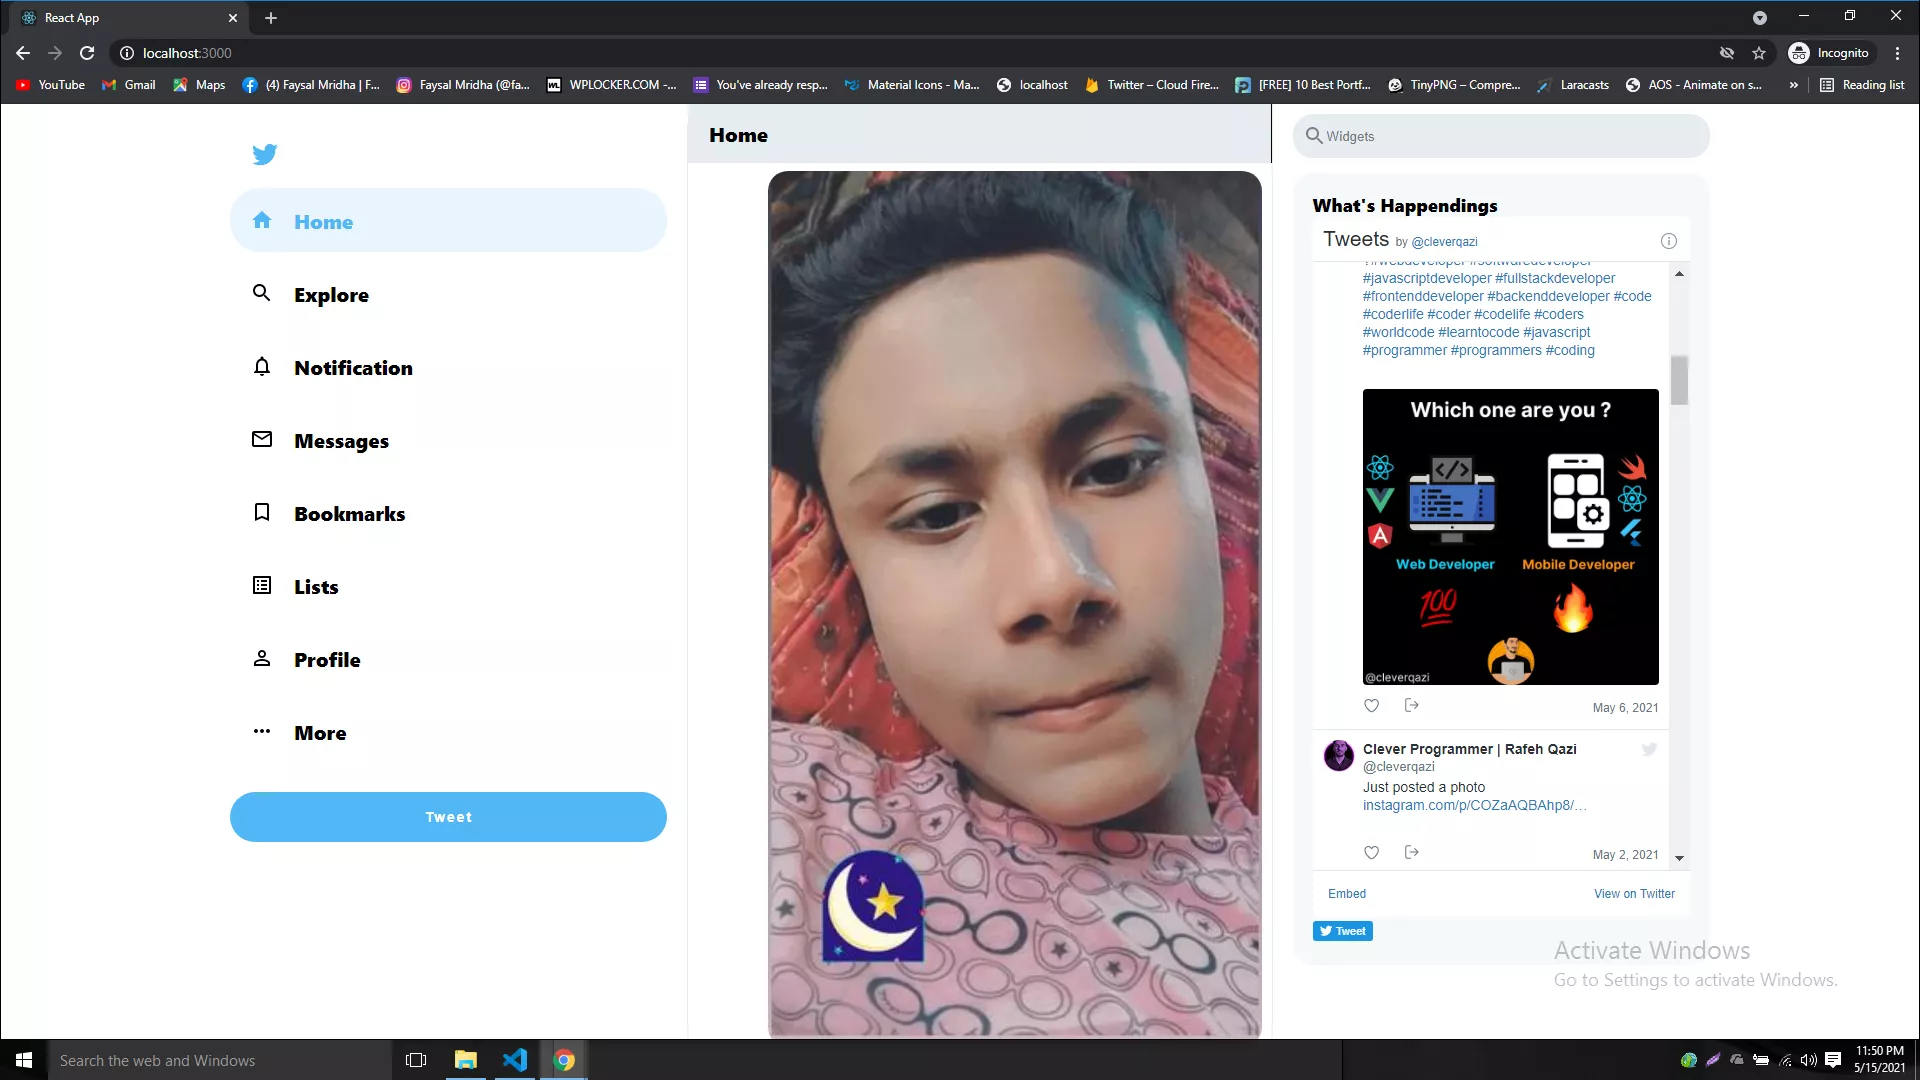 React App
localhost:3000
Incognito
YouTube
Gmail
Maps
(4) Faysal Mridha | F...
Faysal Mridha (@fa...
WPLOCKER.COM -...
You've already resp...
Material Icons - Ma...
localhost
Twitter – Cloud Fire...
[FREE] 10 Best Portf...
TinyPNG – Compre...
Laracasts
AOS - Animate on s...
»
Reading list
Home
Explore
Notification
Messages
Bookmarks
Lists
Profile
More
Tweet
Home
Widgets
What's Happendings
Tweets by @cleverqazi
?#webdeveloper #softwaredeveloper
#javascriptdeveloper #fullstackdeveloper
#frontenddeveloper #backenddeveloper #code
#coderlife #coder #codelife #coders
#worldcode #learntocode #javascript
#programmer #programmers #coding
Which one are you ?
Web Developer
Mobile Developer
100
@cleverqazi
May 6, 2021
Clever Programmer | Rafeh Qazi
@cleverqazi
Just posted a photo
instagram.com/p/COZaAQBAhp8/…
May 2, 2021
Embed
View on Twitter
Tweet
Activate Windows
Go to Settings to activate Windows.
Search the web and Windows
11:50 PM
5/15/2021